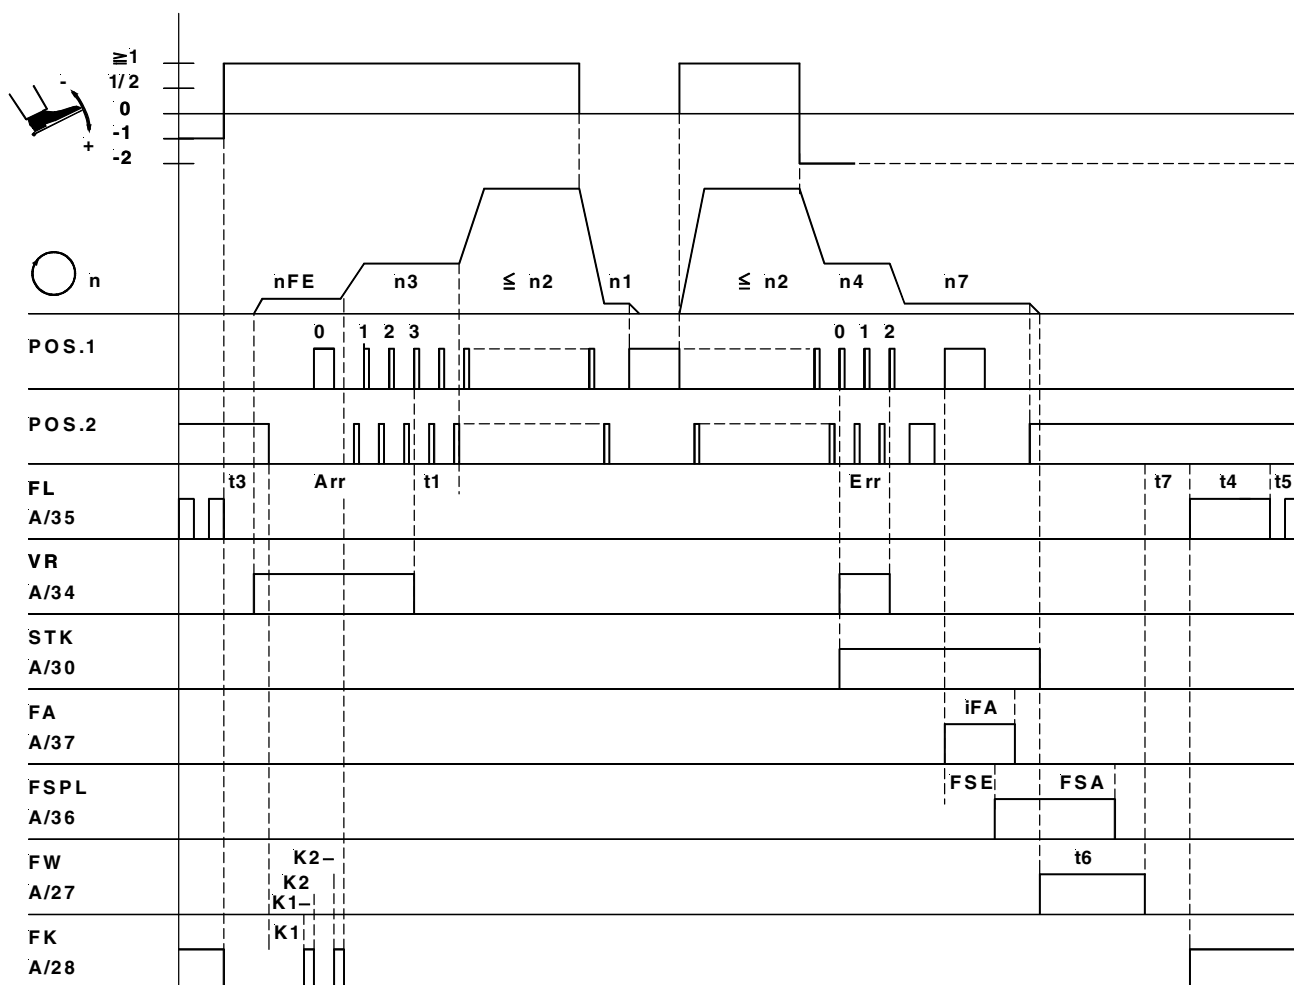 ≧1
1/2
0
-1
-2
-
+
n
nFE n3 ≦ n2 n1 ≦ n2 n4 n7
0 1 2 3 0 1 2
POS.1
POS.2
t3 Arr t1 Err t7 t4 t5
FL
A/35
VR
A/34
STK
A/30
FA iFA
A/37
FSPL FSE FSA
A/36
FW K2– t6
A/27 K2
K1–
FK K1
A/28